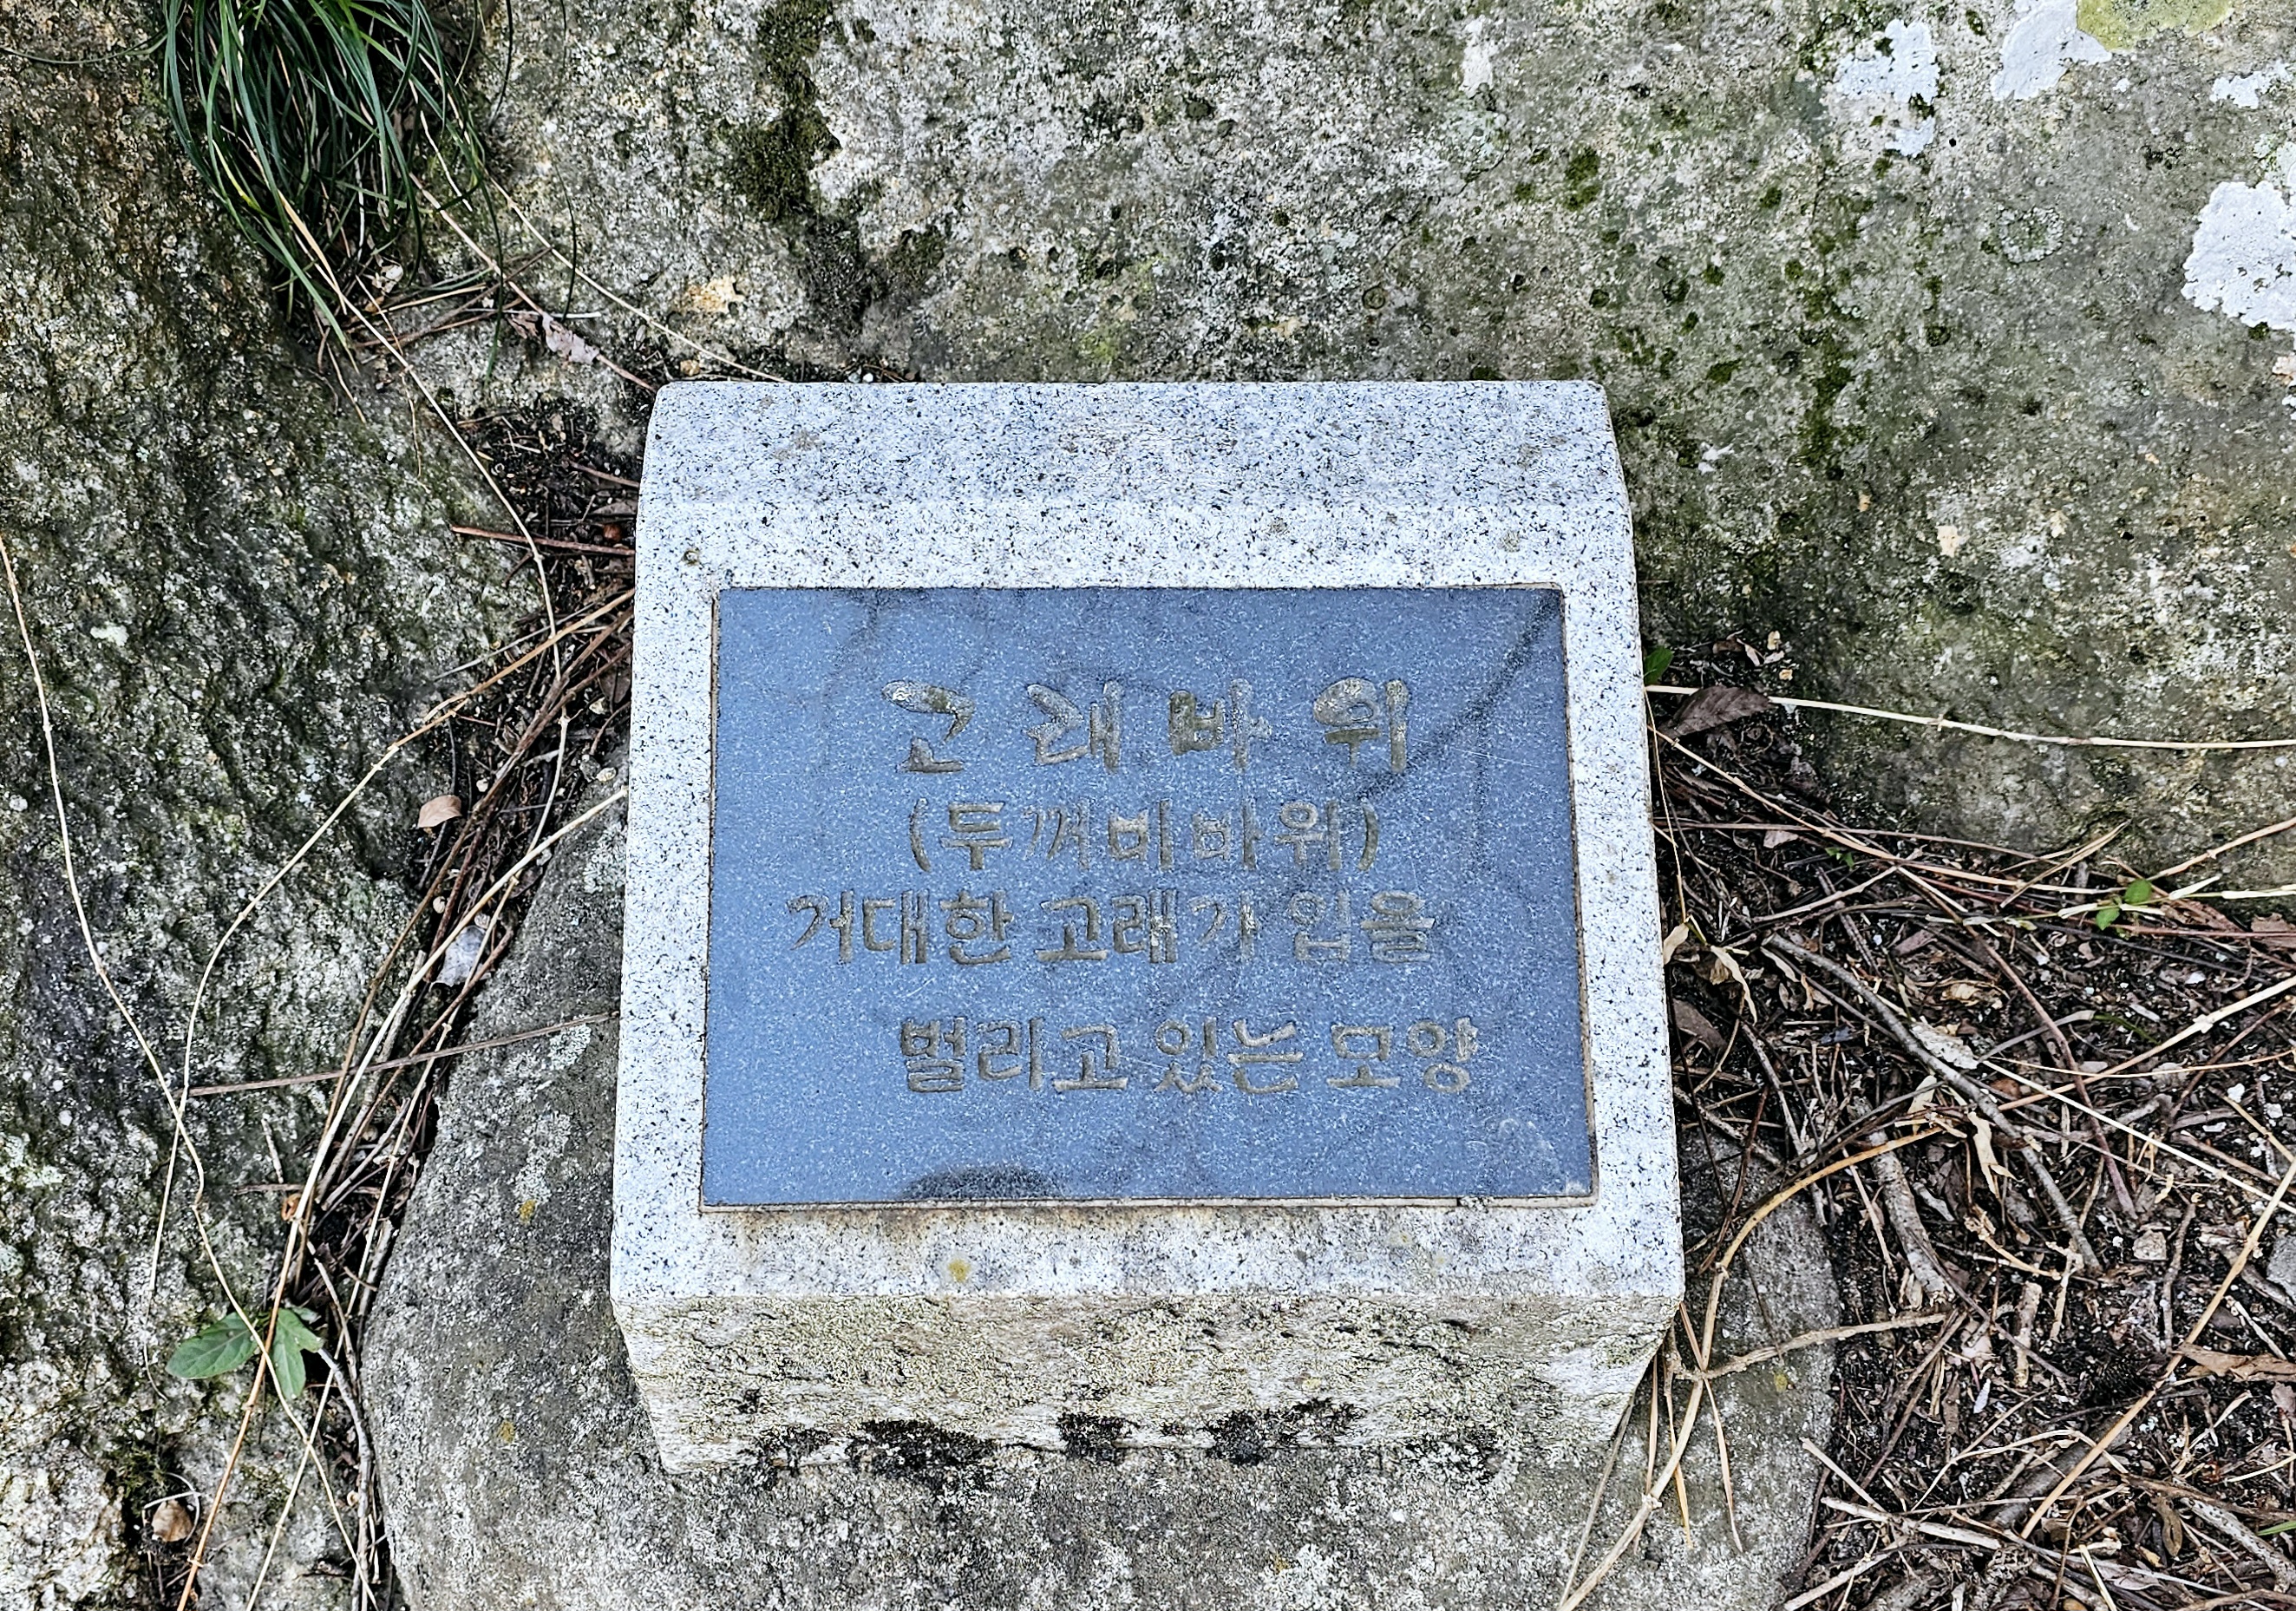 고래바위
(두꺼비바위)
거대한 고래가 입을
벌리고 있는 모양